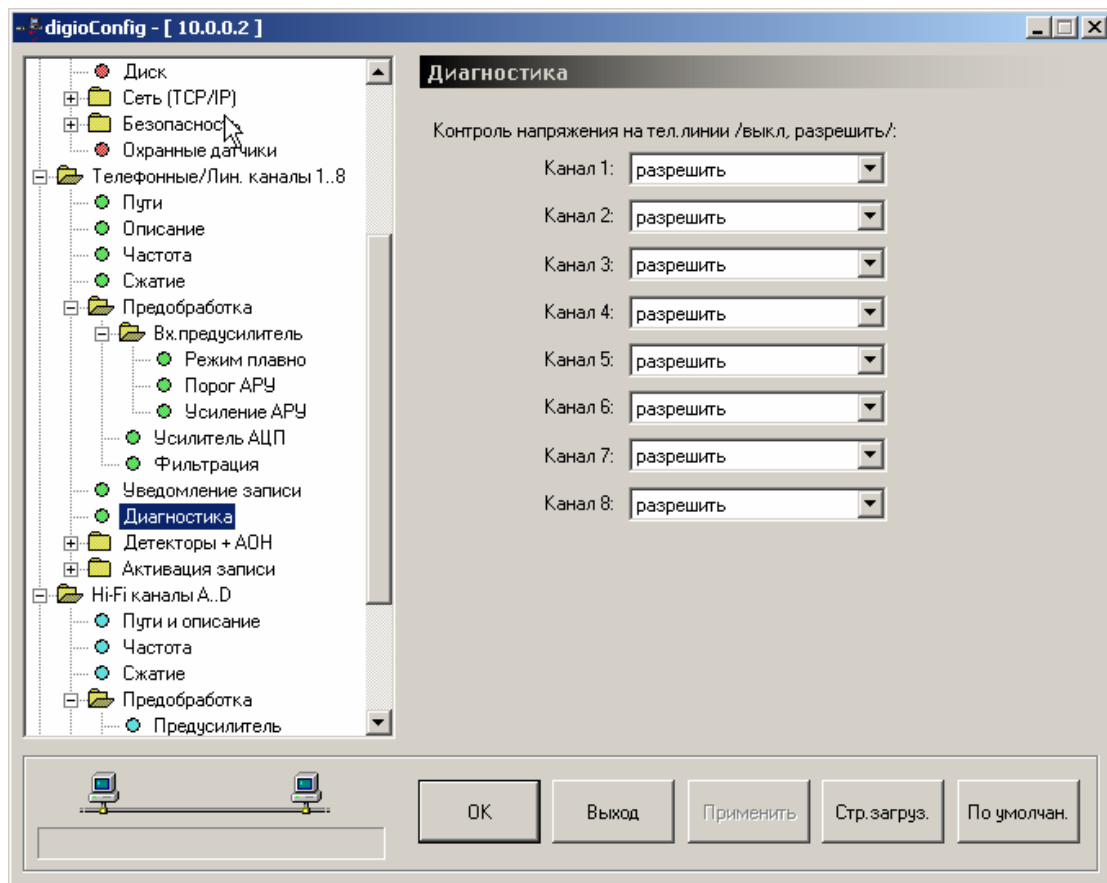 digioConfig - [ 10.0.0.2 ]
Диск
Сеть (TCP/IP)
Безопасность
Охранные датчики
Телефонные/Лин. каналы 1..8
Пути
Описание
Частота
Сжатие
Предобработка
Вх.предусилитель
Режим плавно
Порог АРУ
Усиление АРУ
Усилитель АЦП
Фильтрация
Уведомление записи
Диагностика
Детекторы + АОН
Активация записи
Hi-Fi каналы A..D
Пути и описание
Частота
Сжатие
Предобработка
Предусилитель
Диагностика
Контроль напряжения на тел.линии /выкл, разрешить/:
Канал 1: разрешить
Канал 2: разрешить
Канал 3: разрешить
Канал 4: разрешить
Канал 5: разрешить
Канал 6: разрешить
Канал 7: разрешить
Канал 8: разрешить
OK
Выход
Применить
Стр.загруз.
По умолчан.